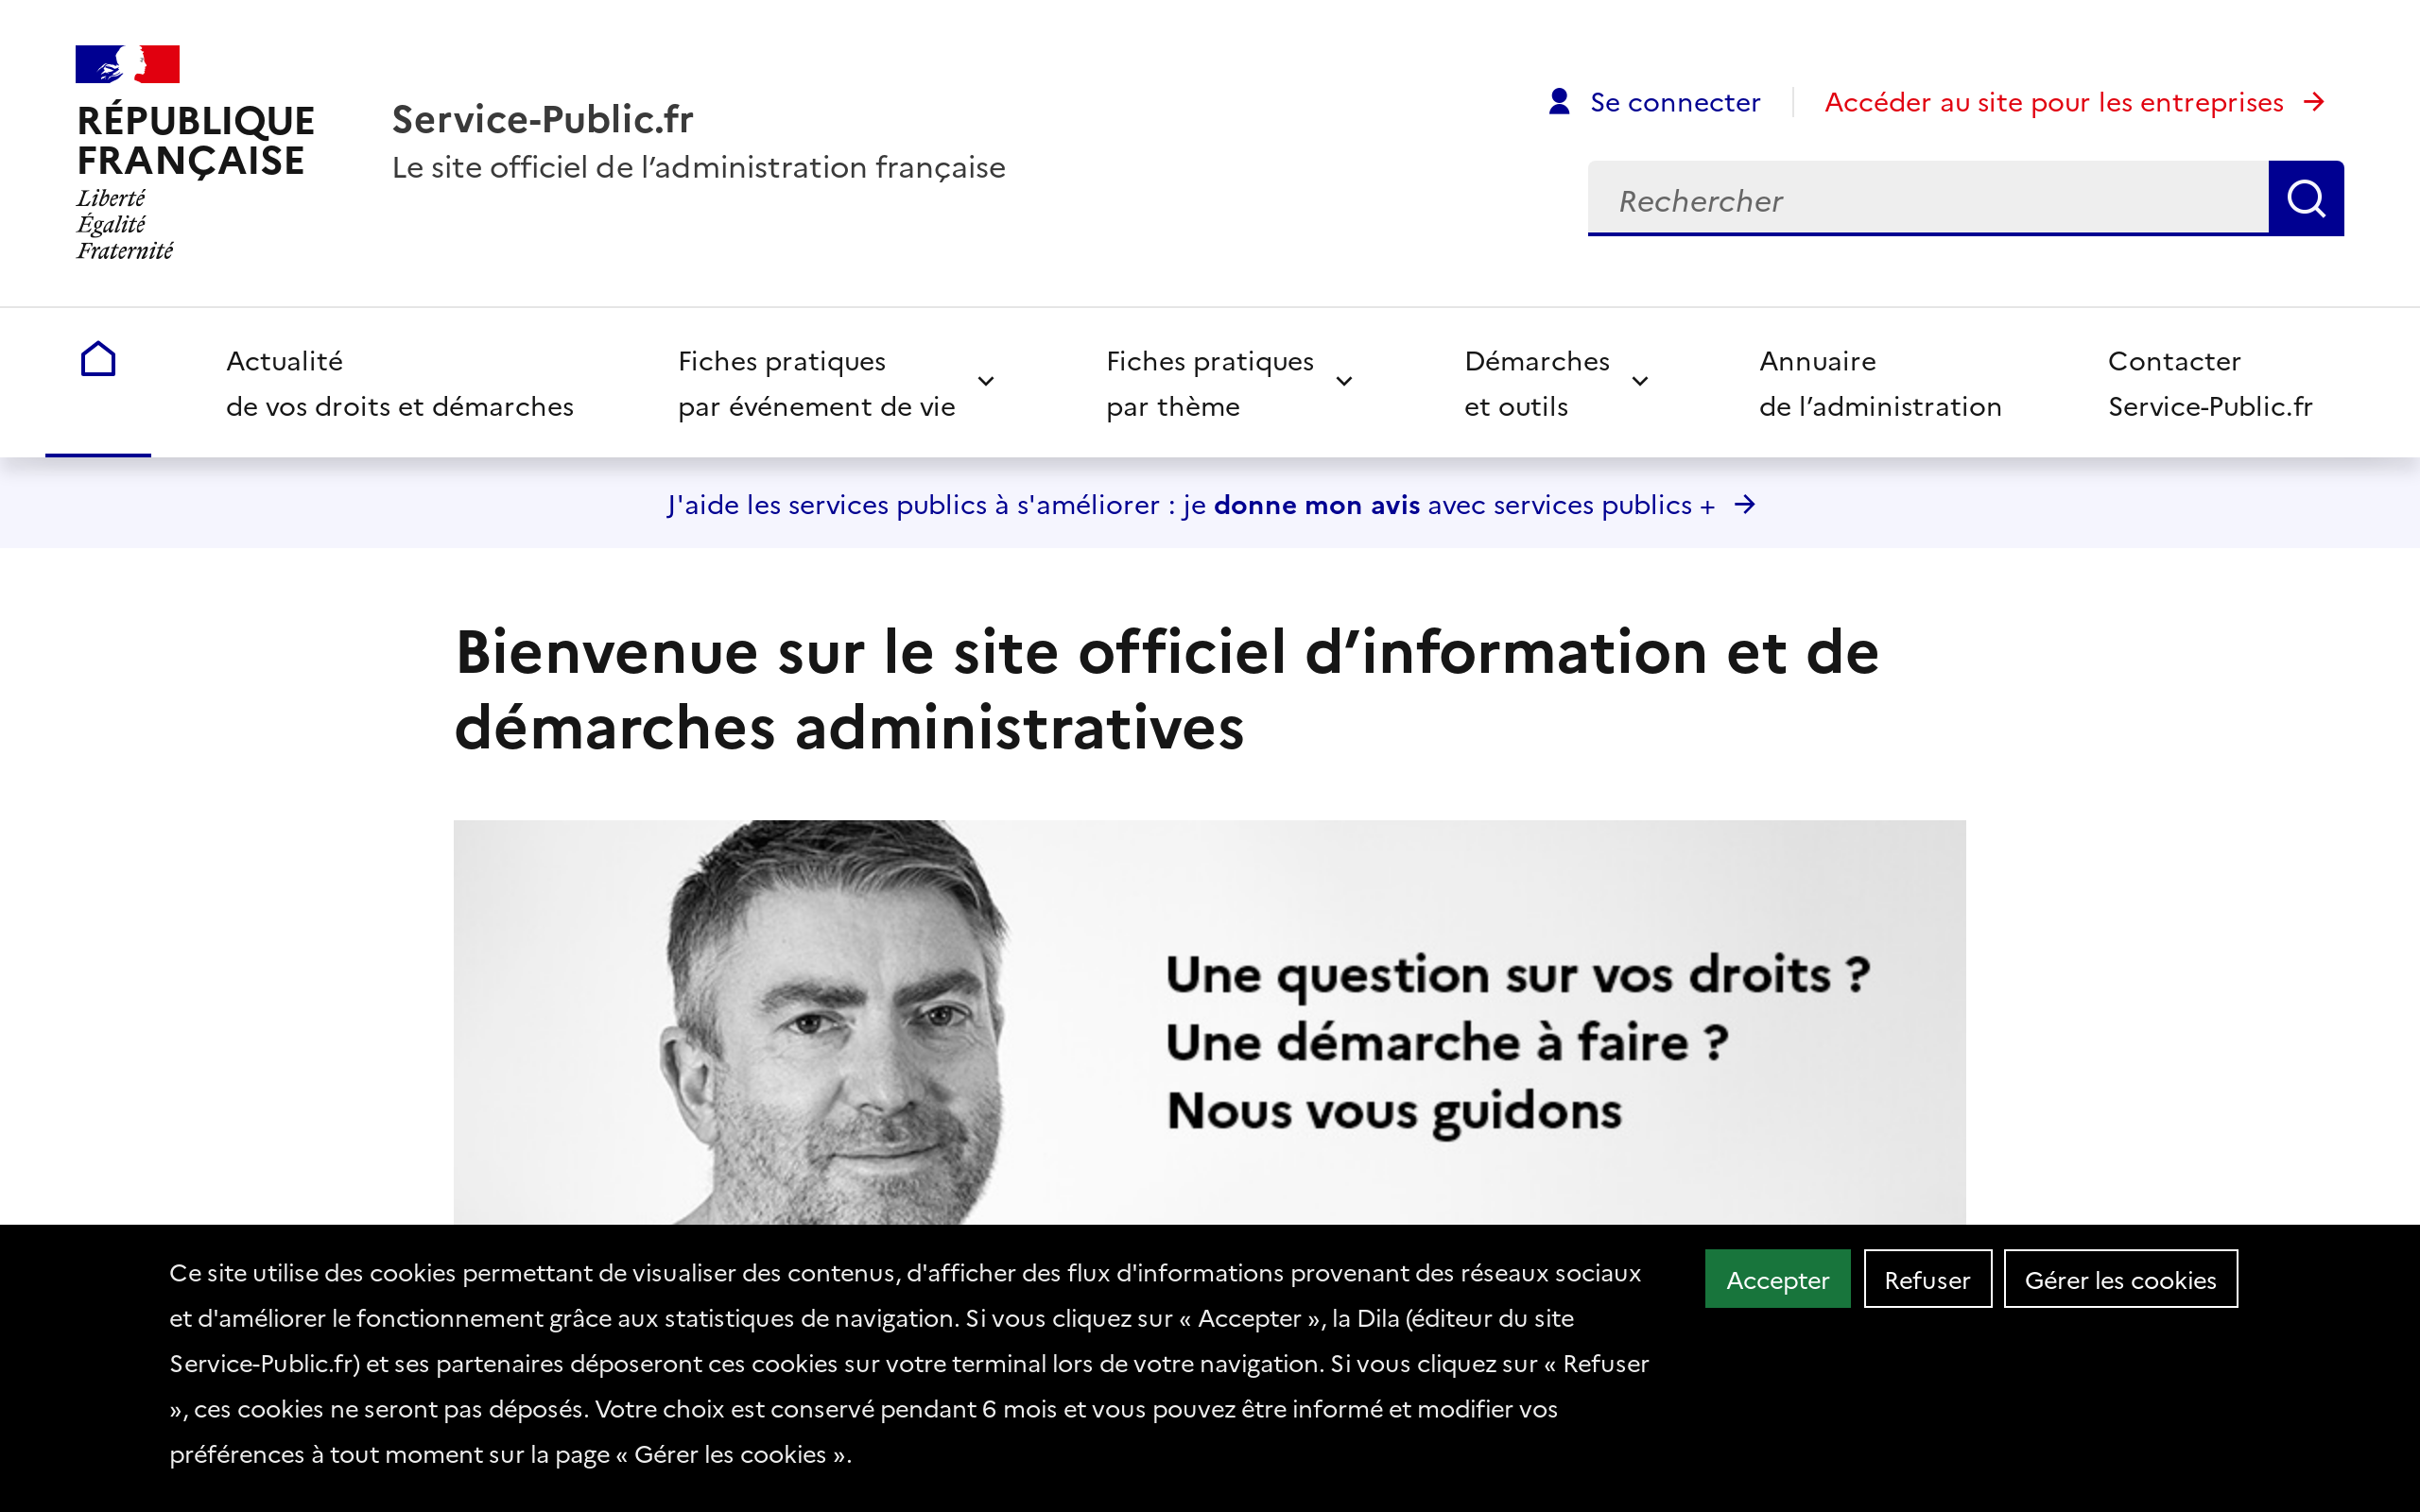 RÉPUBLIQUE
FRANÇAISE
Liberté
Égalité
Fraternité
Service-Public.fr
Le site officiel de l’administration française
Se connecter
Accéder au site pour les entreprises
Rechercher
Actualité
de vos droits et démarches
Fiches pratiques
par événement de vie
Fiches pratiques
par thème
Démarches
et outils
Annuaire
de l’administration
Contacter
Service-Public.fr
J'aide les services publics à s'améliorer : je donne mon avis avec services publics +
Bienvenue sur le site officiel d’information et de
démarches administratives
Une question sur vos droits ?
Une démarche à faire ?
Nous vous guidons
Ce site utilise des cookies permettant de visualiser des contenus, d'afficher des flux d'informations provenant des réseaux sociaux
et d'améliorer le fonctionnement grâce aux statistiques de navigation. Si vous cliquez sur « Accepter », la Dila (éditeur du site
Service-Public.fr) et ses partenaires déposeront ces cookies sur votre terminal lors de votre navigation. Si vous cliquez sur « Refuser
», ces cookies ne seront pas déposés. Votre choix est conservé pendant 6 mois et vous pouvez être informé et modifier vos
préférences à tout moment sur la page « Gérer les cookies ».
Accepter
Refuser
Gérer les cookies